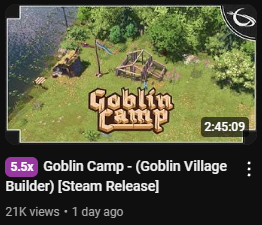 Goblin
Camp
2:45:09
5.5x Goblin Camp - (Goblin Village
Builder) [Steam Release]
21K views • 1 day ago